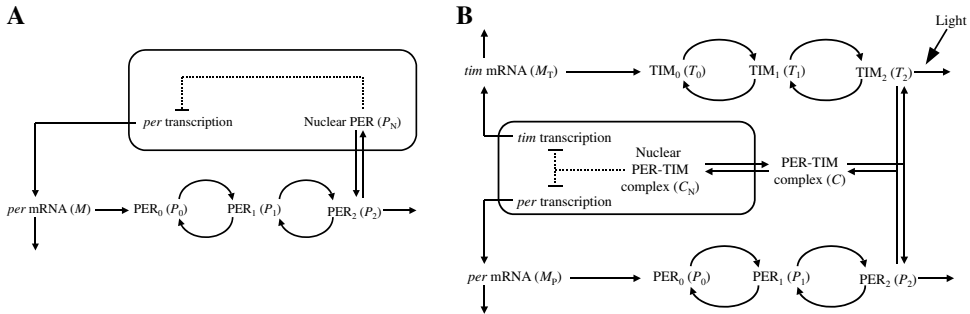 A
per transcription
Nuclear PER (P_N)
per mRNA (M)
PER_0 (P_0)
PER_1 (P_1)
PER_2 (P_2)
B
Light
tim mRNA (M_T)
TIM_0 (T_0)
TIM_1 (T_1)
TIM_2 (T_2)
tim transcription
Nuclear
PER-TIM
complex (C_N)
PER-TIM
complex (C)
per transcription
per mRNA (M_P)
PER_0 (P_0)
PER_1 (P_1)
PER_2 (P_2)